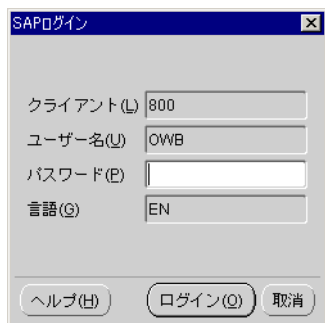 SAPログイン
クライアント(L) 800
ユーザー名(U) OWB
パスワード(P)
言語(G) EN
ヘルプ(H) ログイン(O) 取消